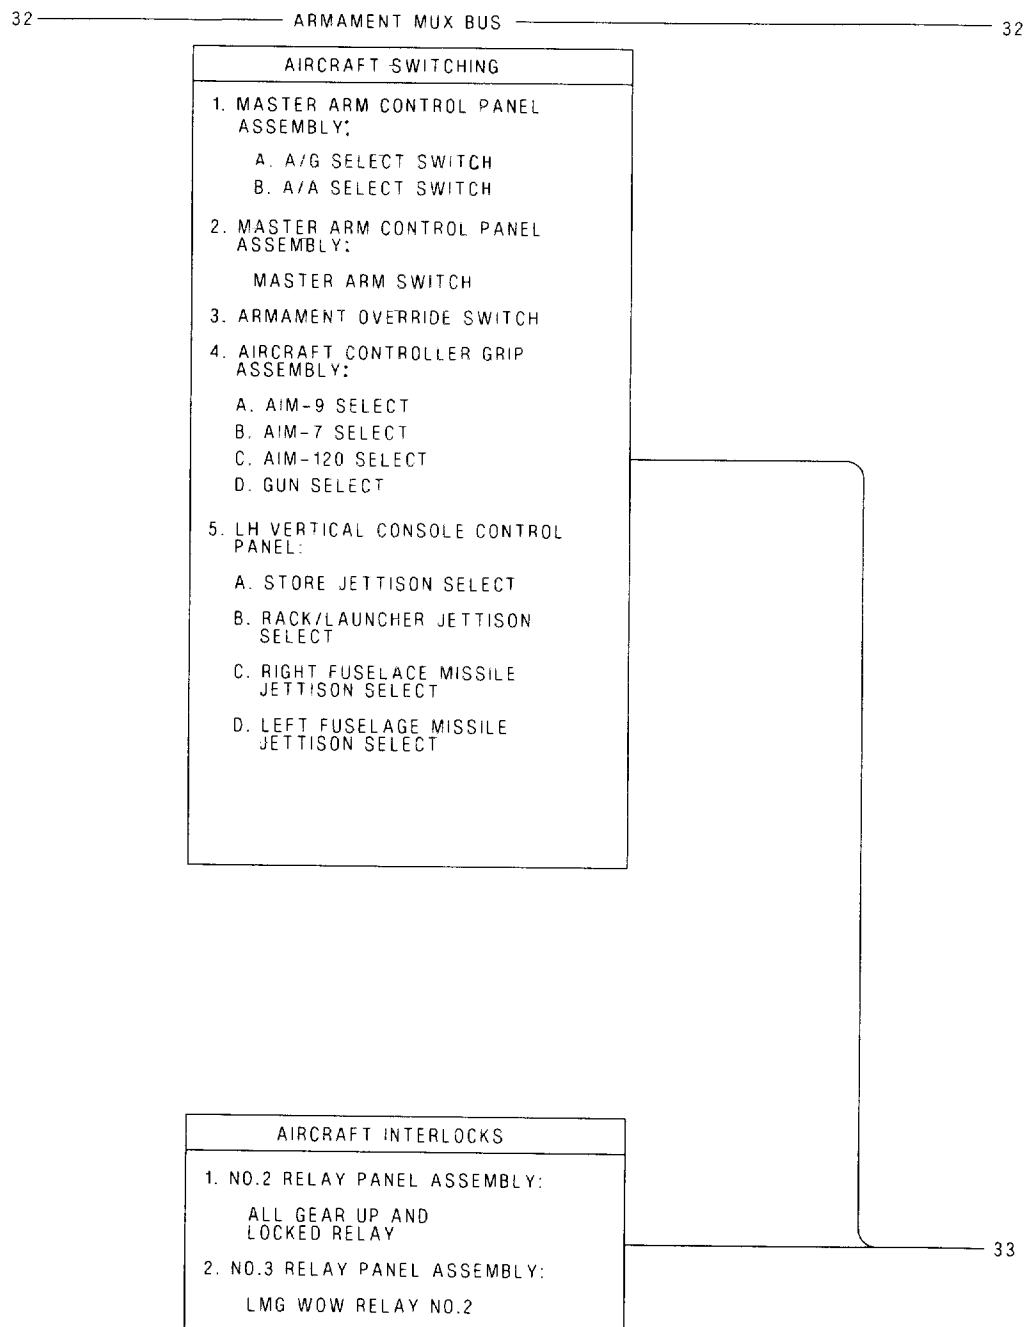 32 ARMAMENT MUX BUS 32
AIRCRAFT SWITCHING
1. MASTER ARM CONTROL PANEL
ASSEMBLY:
A. A/G SELECT SWITCH
B. A/A SELECT SWITCH
2. MASTER ARM CONTROL PANEL
ASSEMBLY:
MASTER ARM SWITCH
3. ARMAMENT OVERRIDE SWITCH
4. AIRCRAFT CONTROLLER GRIP
ASSEMBLY:
A. AIM-9 SELECT
B. AIM-7 SELECT
C. AIM-120 SELECT
D. GUN SELECT
5. LH VERTICAL CONSOLE CONTROL
PANEL:
A. STORE JETTISON SELECT
B. RACK/LAUNCHER JETTISON
SELECT
C. RIGHT FUSELACE MISSILE
JETTISON SELECT
D. LEFT FUSELAGE MISSILE
JETTISON SELECT
AIRCRAFT INTERLOCKS
1. NO.2 RELAY PANEL ASSEMBLY:
ALL GEAR UP AND
LOCKED RELAY
33
2. NO.3 RELAY PANEL ASSEMBLY:
LMG WOW RELAY NO.2